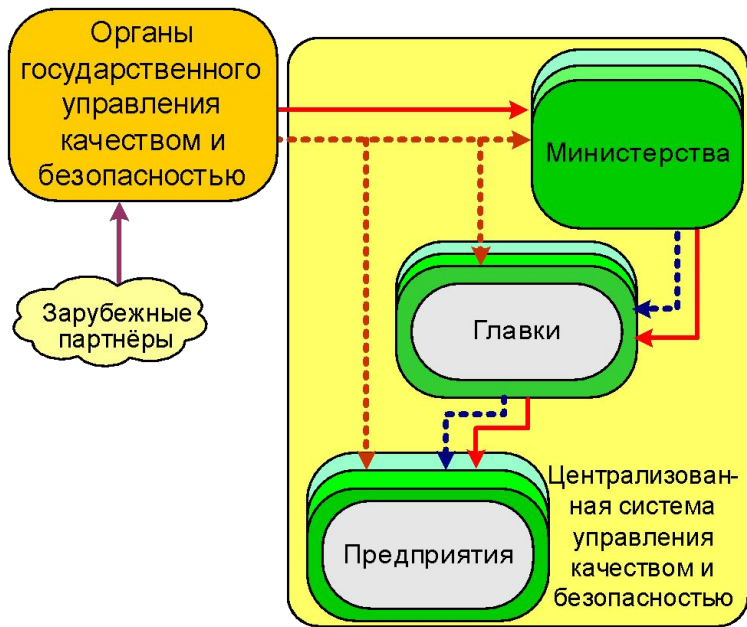 Органы
государственного
управления
качеством и
безопасностью
Министерства
Зарубежные
партнёры
Главки
Предприятия
Централизован-
ная система
управления
качеством и
безопасностью